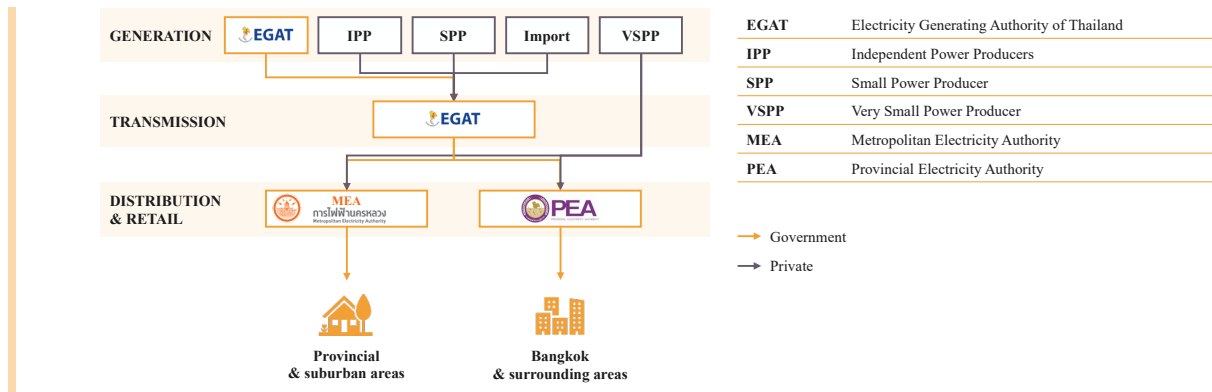 GENERATION
EGAT
IPP
SPP
Import
VSPP
TRANSMISSION
EGAT
DISTRIBUTION
& RETAIL
MEA
การไฟฟ้านครหลวง
Metropolitan Electricity Authority
PEA
PROVINCIAL ELECTRICITY AUTHORITY
Provincial
& suburban areas
Bangkok
& surrounding areas
EGAT Electricity Generating Authority of Thailand
IPP Independent Power Producers
SPP Small Power Producer
VSPP Very Small Power Producer
MEA Metropolitan Electricity Authority
PEA Provincial Electricity Authority
Government
Private